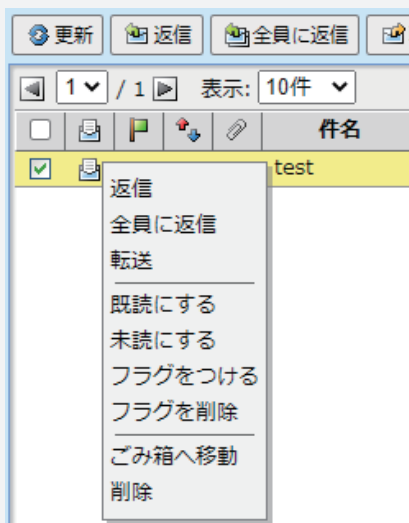 更新 返信 全員に返信
1 / 1 表示: 10件
件名
test
返信
全員に返信
転送
既読にする
未読にする
フラグをつける
フラグを削除
ごみ箱へ移動
削除